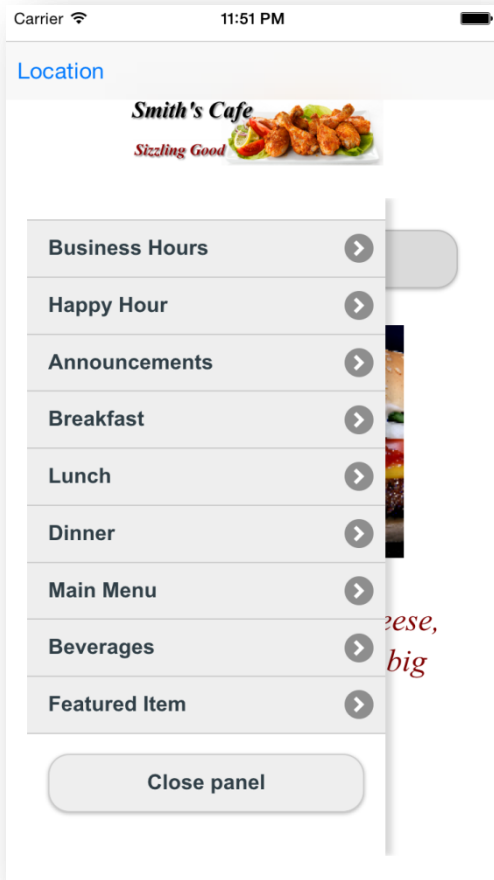 Carrier 11:51 PM
Location
Smith's Cafe
Sizzling Good
Business Hours
Happy Hour
Announcements
Breakfast
Lunch
Dinner
Main Menu
Beverages
Featured Item
big
Close panel